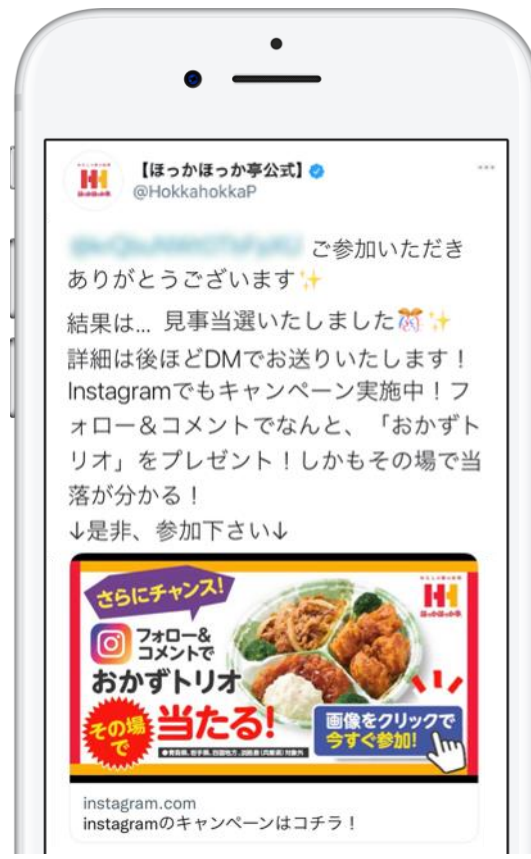 【ほっかほっか亭公式】
@HokkahokkaP
ご参加いただき
ありがとうございます✨
結果は... 見事当選いたしました🎊✨
詳細は後ほどDMでお送りいたします!
Instagramでもキャンペーン実施中!フ
ォロー&コメントでなんと、「おかずト
リオ」をプレゼント!しかもその場で当
落が分かる!
↓是非、参加下さい↓
さらにチャンス!
フォロー&
コメントで
おかずトリオ
その場で
当たる!
画像をクリックで
今すぐ参加!
ほっかほっか亭
instagram.com
instagramのキャンペーンはコチラ!